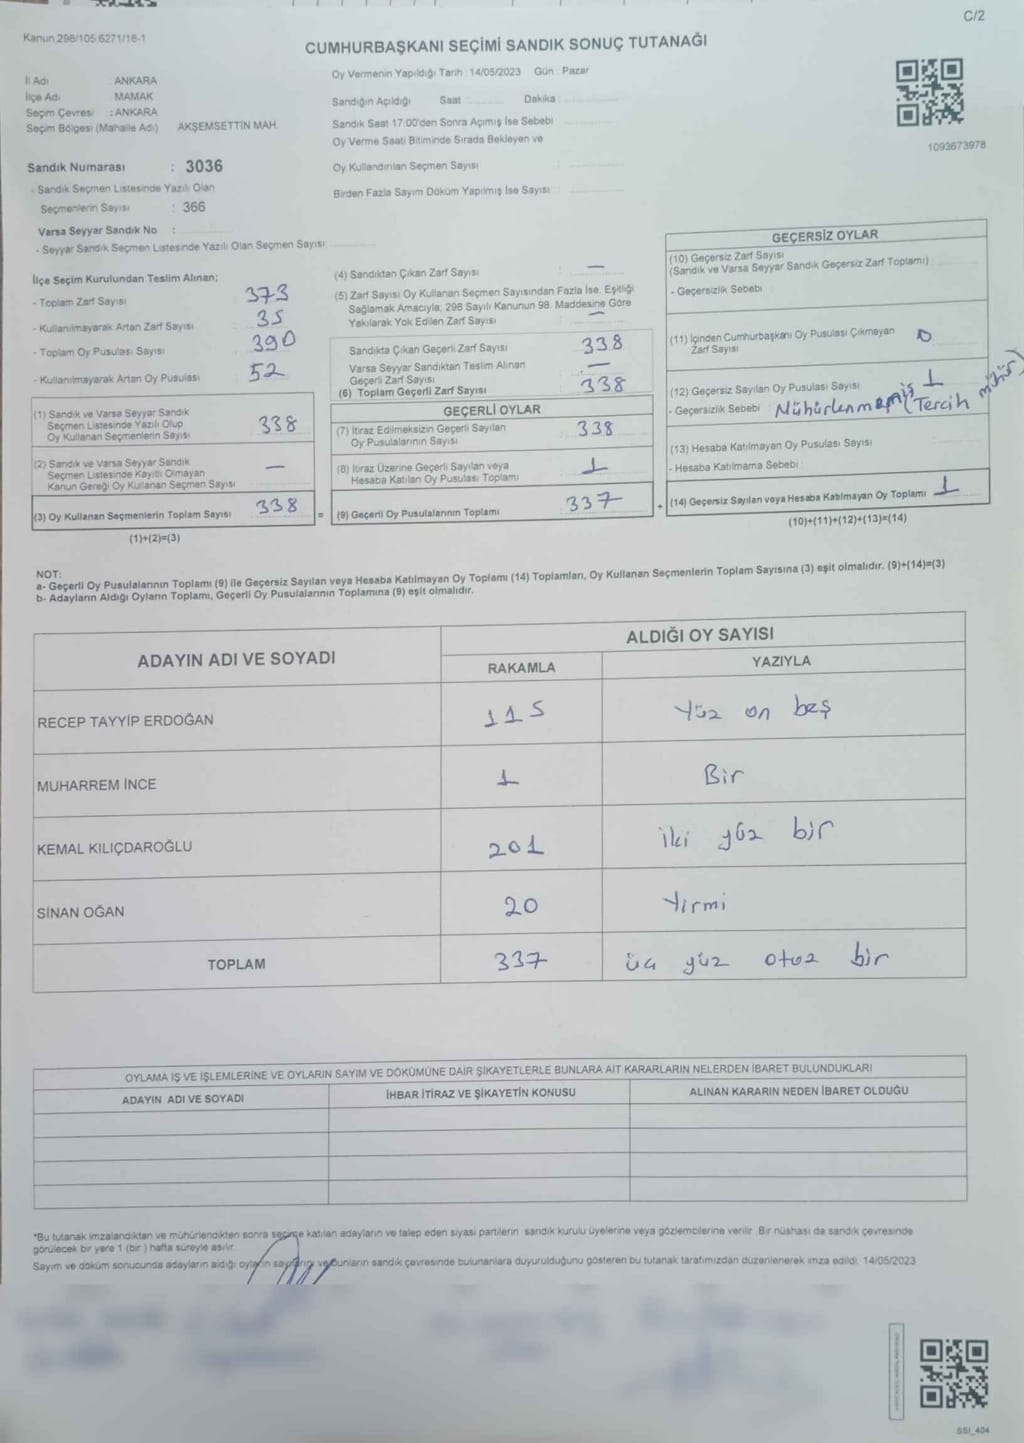 C/2
Kanun 298/105 6271/16-1
CUMHURBAŞKANI SEÇİMİ SANDIK SONUÇ TUTANAĞI
İl Adı : ANKARA
İlçe Adı : MAMAK
Seçim Çevresi : ANKARA
Seçim Bölgesi (Mahalle Adı) AKŞEMSETTİN MAH.
Oy Vermenin Yapıldığı Tarih : 14/05/2023 Gün : Pazar
Sandığın Açıldığı Saat Dakika :
Sandık Saat 17:00'den Sonra Açımış İse Sebebi
Oy Verme Saati Bitiminde Sırada Bekleyen ve
Oy Kullandırılan Seçmen Sayısı :
Birden Fazla Sayım Döküm Yapılmış İse Sayısı :
1093673978
Sandık Numarası : 3036
- Sandık Seçmen Listesinde Yazılı Olan
Seçmenlerin Sayısı : 366
Varsa Seyyar Sandık No :
- Seyyar Sandık Seçmen Listesinde Yazılı Olan Seçmen Sayısı
İlçe Seçim Kurulundan Teslim Alınan;
- Toplam Zarf Sayısı 373
- Kullanılmayarak Artan Zarf Sayısı 35
- Toplam Oy Pusulası Sayısı 390
- Kullanılmayarak Artan Oy Pusulası 52
(1) Sandık ve Varsa Seyyar Sandık
Seçmen Listesinde Yazılı Olup
Oy Kullanan Seçmenlerin Sayısı 338
(2) Sandık ve Varsa Seyyar Sandık
Seçmen Listesinde Kayıtlı Olmayan
Kanun Gereği Oy Kullanan Seçmen Sayısı —
(3) Oy Kullanan Seçmenlerin Toplam Sayısı 338 =
(1)+(2)=(3)
(4) Sandıktan Çıkan Zarf Sayısı : —
(5) Zarf Sayısı Oy Kullanan Seçmen Sayısından Fazla İse, Eşitliği
Sağlamak Amacıyla; 298 Sayılı Kanunun 98. Maddesine Göre
Yakılarak Yok Edilen Zarf Sayısı —
Sandıkta Çıkan Geçerli Zarf Sayısı 338
Varsa Seyyar Sandıktan Teslim Alınan
Geçerli Zarf Sayısı —
(6) Toplam Geçerli Zarf Sayısı 338
GEÇERLİ OYLAR
(7) İtiraz Edilmeksizin Geçerli Sayılan
Oy Pusulalarının Sayısı 338
(8) İtiraz Üzerine Geçerli Sayılan veya
Hesaba Katılan Oy Pusulası Toplamı 1
(9) Geçerli Oy Pusulalarının Toplamı 337 +
GEÇERSİZ OYLAR
(10) Geçersiz Zarf Sayısı
(Sandık ve Varsa Seyyar Sandık Geçersiz Zarf Toplamı)
- Geçersizlik Sebebi :
(11) İçinden Cumhurbaşkanı Oy Pusulası Çıkmayan
Zarf Sayısı 0
(12) Geçersiz Sayılan Oy Pusulası Sayısı 1
- Geçersizlik Sebebi : Mühürlenmemiş (Tercih mühür)
(13) Hesaba Katılmayan Oy Pusulası Sayısı
- Hesaba Katılmama Sebebi :
(14) Geçersiz Sayılan veya Hesaba Katılmayan Oy Toplamı 1
(10)+(11)+(12)+(13)=(14)
NOT:
a- Geçerli Oy Pusulalarının Toplamı (9) ile Geçersiz Sayılan veya Hesaba Katılmayan Oy Toplamı (14) Toplamları, Oy Kullanan Seçmenlerin Toplam Sayısına (3) eşit olmalıdır. (9)+(14)=(3)
b- Adayların Aldığı Oyların Toplamı, Geçerli Oy Pusulalarının Toplamına (9) eşit olmalıdır.
ADAYIN ADI VE SOYADI
ALDIĞI OY SAYISI
RAKAMLA YAZIYLA
RECEP TAYYİP ERDOĞAN 115 Yüz on beş
MUHARREM İNCE 1 Bir
KEMAL KILIÇDAROĞLU 201 İki yüz bir
SİNAN OĞAN 20 Yirmi
TOPLAM 337 üç yüz otuz bir
OYLAMA İŞ VE İŞLEMLERİNE VE OYLARIN SAYIM VE DÖKÜMÜNE DAİR ŞİKAYETLERLE BUNLARA AİT KARARLARIN NELERDEN İBARET BULUNDUKLARI
ADAYIN ADI VE SOYADI İHBAR İTİRAZ VE ŞİKAYETİN KONUSU ALINAN KARARIN NEDEN İBARET OLDUĞU
*Bu tutanak imzalandıktan ve mühürlendikten sonra seçime katılan adayların ve talep eden siyasi partilerin sandık kurulu üyelerine veya gözlemcilerine verilir. Bir nüshası da sandık çevresinde
görülecek bir yere 1 (bir ) hafta süreyle asılır.
Sayım ve döküm sonucunda adayların aldığı oyların sayılarını ve bunların sandık çevresinde bulunanlara duyurulduğunu gösteren bu tutanak tarafımızdan düzenlenerek imza edildi. 14/05/2023
SSI_404